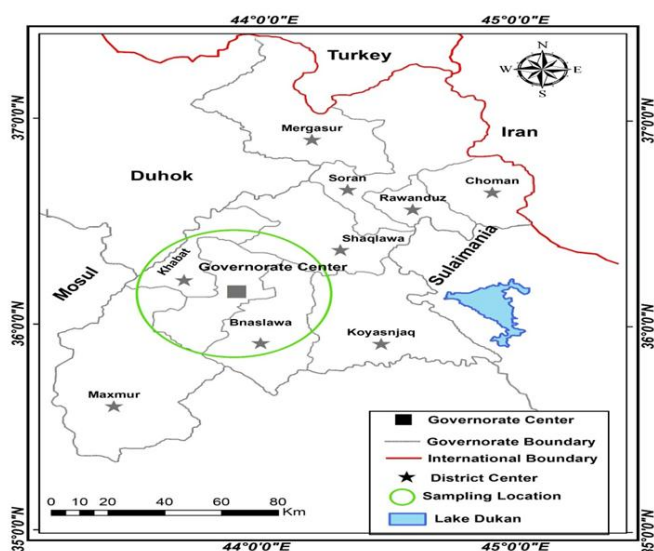 44°0'0"E
45°0'0"E
Turkey
N
W
E
S
37°0'0"N
37°0'0"N
Mergasur
Iran
Duhok
Soran
Choman
Rawanduz
Shaqlawa
Sulaimania
Khabat
Governorate Center
Mosul
36°0'0"N
36°0'0"N
Bnaslawa
Koyasnjaq
Maxmur
Governorate Center
Governorate Boundary
International Boundary
District Center
Sampling Location
Lake Dukan
0 10 20 40 60 80
Km
35°0'0"N
35°0'0"N
44°0'0"E
45°0'0"E